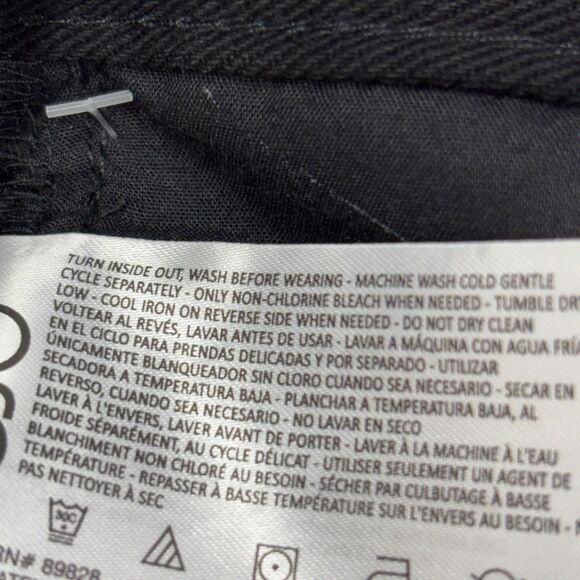 TURN INSIDE OUT, WASH BEFORE WEARING - MACHINE WASH COLD GENTLE
CYCLE SEPARATELY - ONLY NON-CHLORINE BLEACH WHEN NEEDED - TUMBLE DR
LOW - COOL IRON ON REVERSE SIDE WHEN NEEDED - DO NOT DRY CLEAN
VOLTEAR AL REVÉS, LAVAR ANTES DE USAR - LAVAR A MÁQUINA CON AGUA FRÍA
EN EL CICLO PARA PRENDAS DELICADAS Y POR SEPARADO - UTILIZAR
ÚNICAMENTE BLANQUEADOR SIN CLORO CUANDO SEA NECESARIO - SECAR EN
SECADORA A TEMPERATURA BAJA - PLANCHAR A TEMPERATURA BAJA, AL
REVERSO, CUANDO SEA NECESARIO - NO LAVAR EN SECO
LAVER À L'ENVERS, LAVER AVANT DE PORTER - LAVER À LA MACHINE À L'EAU
FROIDE SÉPARÉMENT, AU CYCLE DÉLICAT - UTILISER SEULEMENT UN AGENT DE
BLANCHIMENT NON CHLORÉ AU BESOIN - SÉCHER PAR CULBUTAGE À BASSE
TEMPÉRATURE - REPASSER À BASSE TEMPÉRATURE SUR L'ENVERS AU BESOIN - N
PAS NETTOYER À SEC
30C
RN# 89828